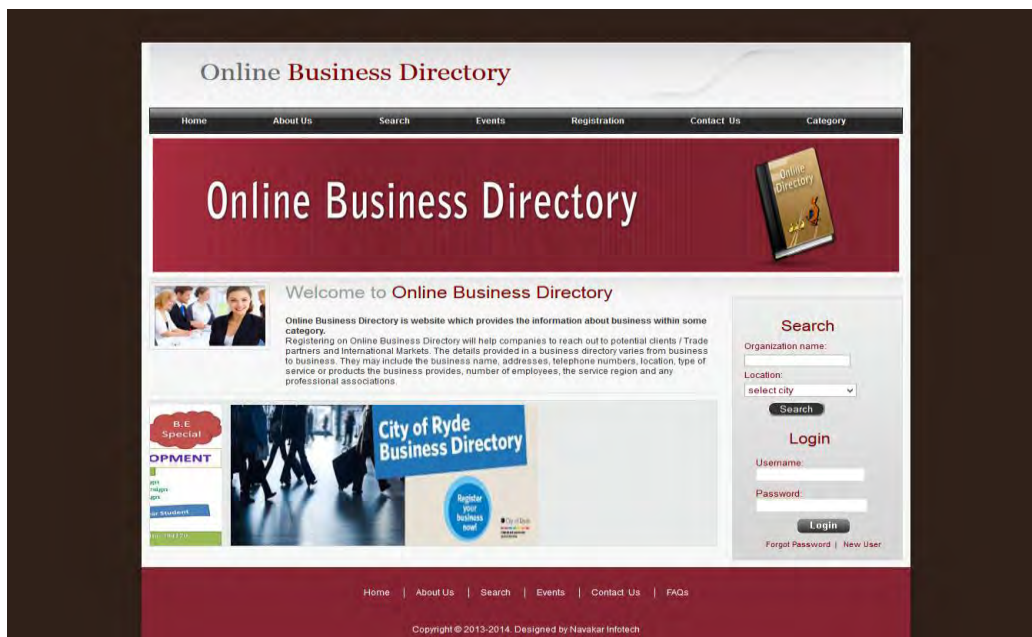 Online Business Directory
Home About Us Search Events Registration Contact Us Category
Online Business Directory
Online Directory
Welcome to Online Business Directory
Online Business Directory is website which provides the information about business within some
category.
Registering on Online Business Directory will help companies to reach out to potential clients / Trade
partners and International Markets. The details provided in a business directory varies from business
to business. They may include the business name, addresses, telephone numbers, location, type of
service or products the business provides, number of employees, the service region and any
professional associations.
B.E
Special
OPMENT
Student
City of Ryde
Business Directory
Register
your
business
now!
City of Ryde
Search
Organization name:
Location:
select city
Search
Login
Username:
Password:
Login
Forgot Password | New User
Home | About Us | Search | Events | Contact Us | FAQs
Copyright © 2013-2014. Designed by Navakar Infotech